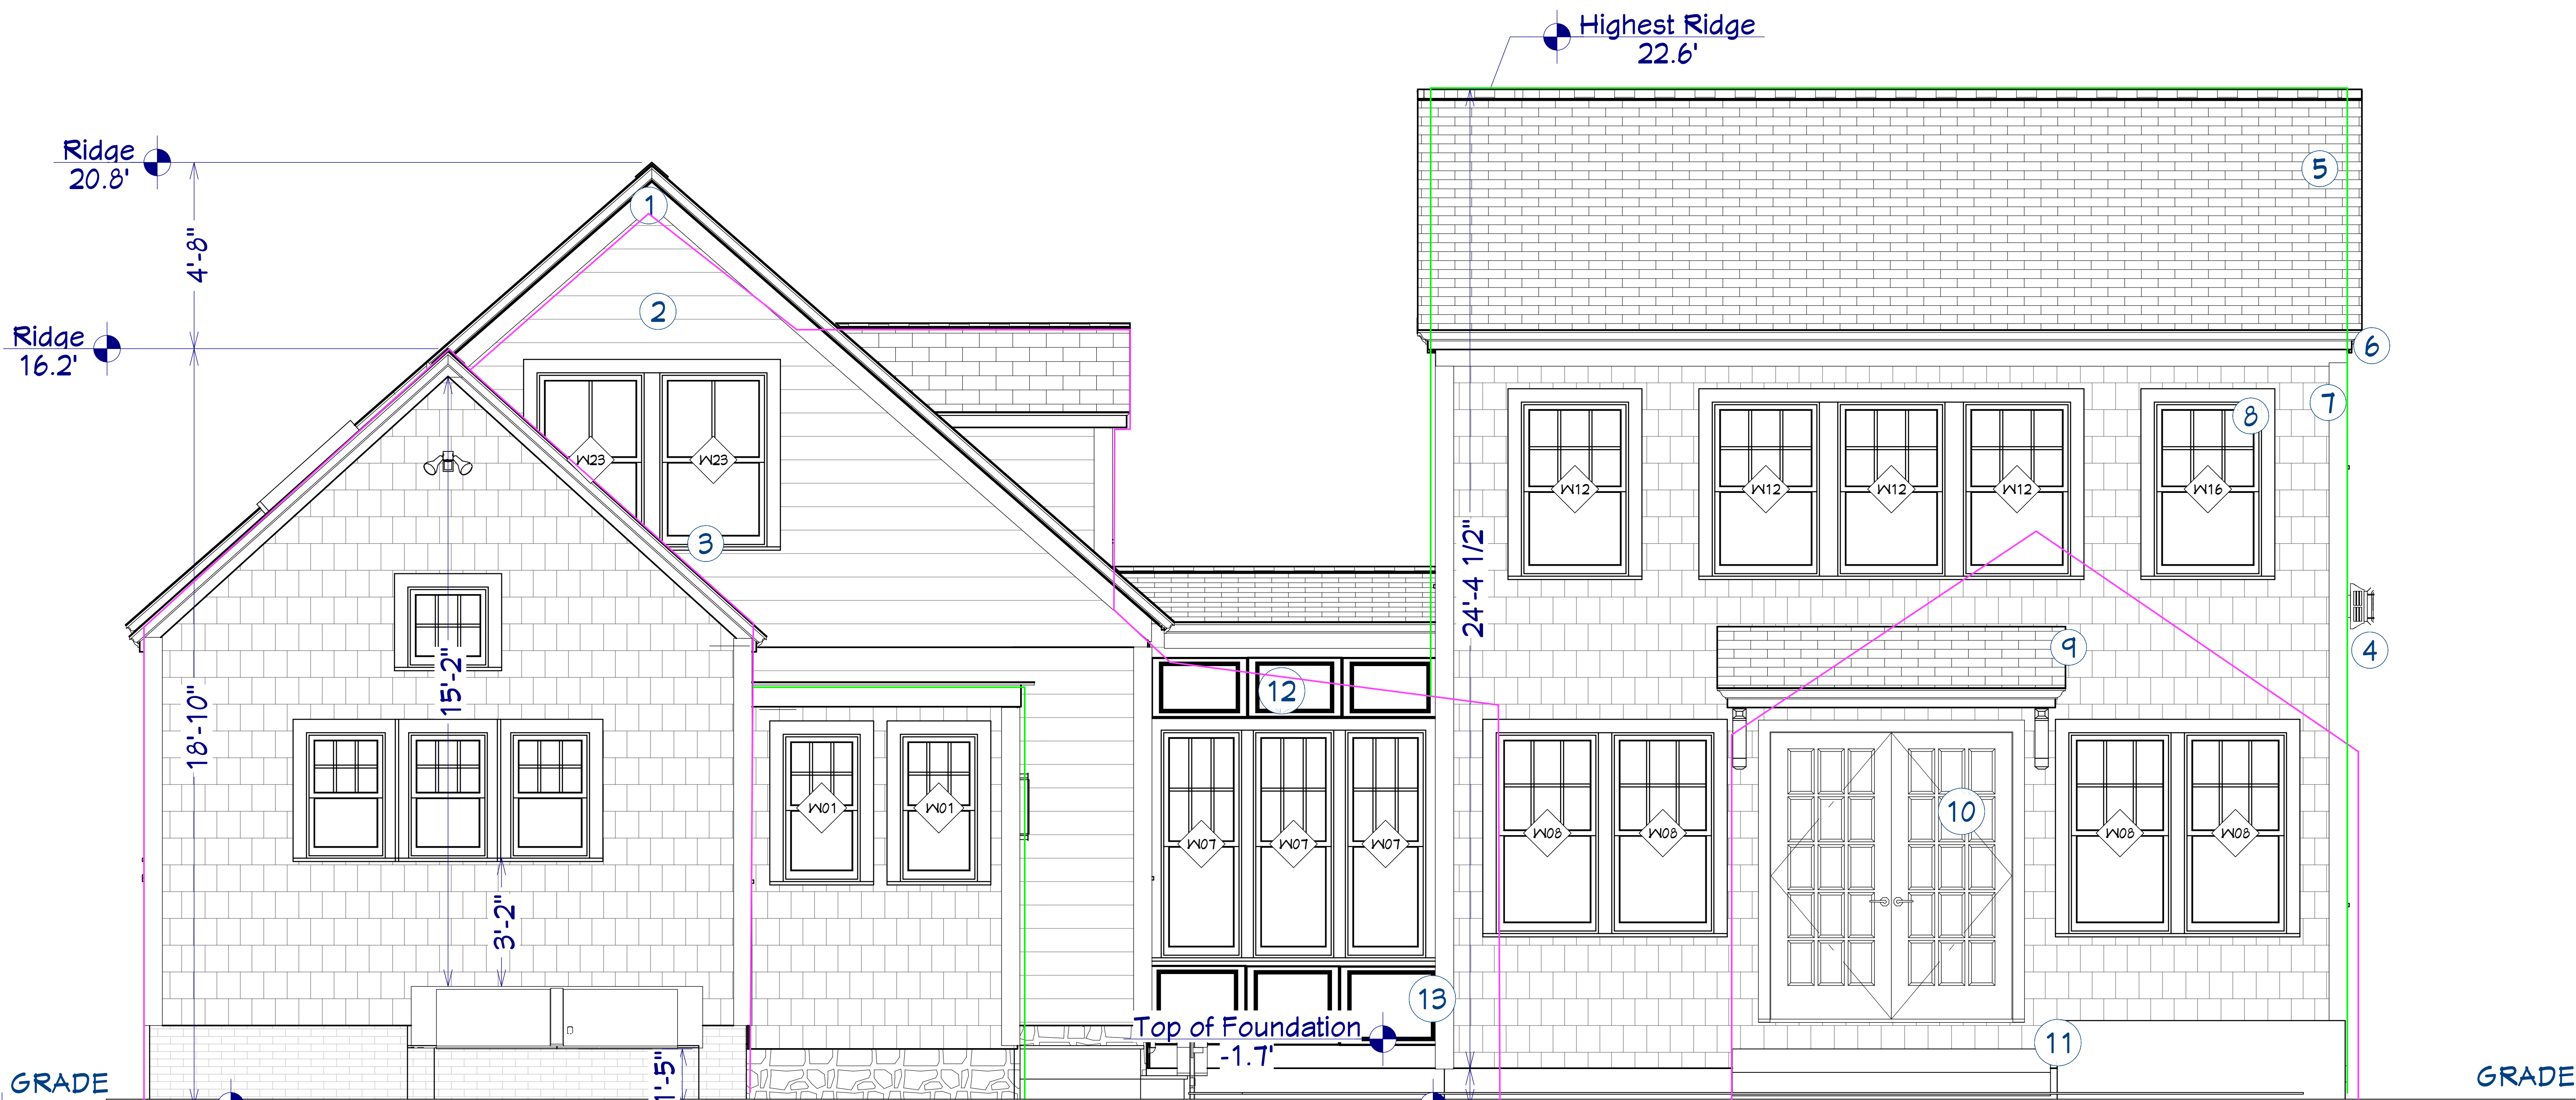 Highest Ridge
22.6'
Ridge
20.8'
5
1
4'-8"
2
Ridge
16.2'
6
7
8
W23 W23
W12 W12 W12 W12 W16
3
24'-4 1/2"
4
9
15'-2"
12
18'-10"
10
W01 W01
W08 W08 W08 W08
W07 W07 W07
3'-2"
13
Top of Foundation
-1.7'
11
1'-5"
GRADE
GRADE